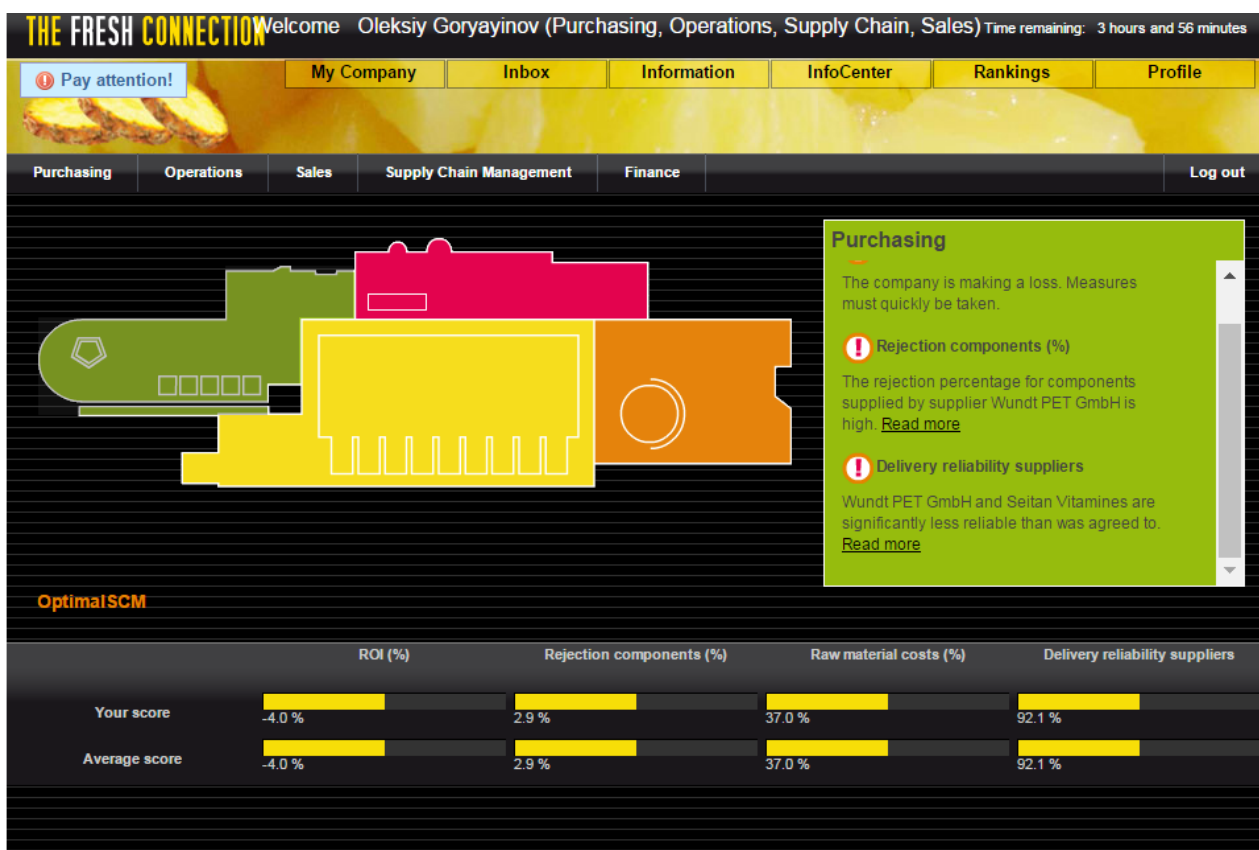 THE FRESH CONNECTION
Welcome Oleksiy Goryayinov (Purchasing, Operations, Supply Chain, Sales) Time remaining: 3 hours and 56 minutes
Pay attention!
My Company Inbox Information InfoCenter Rankings Profile
Purchasing Operations Sales Supply Chain Management Finance Log out
Purchasing
The company is making a loss. Measures
must quickly be taken.
Rejection components (%)
The rejection percentage for components
supplied by supplier Wundt PET GmbH is
high. Read more
Delivery reliability suppliers
Wundt PET GmbH and Seitan Vitamines are
significantly less reliable than was agreed to.
Read more
OptimalSCM
ROI (%) Rejection components (%) Raw material costs (%) Delivery reliability suppliers
Your score -4.0 % 2.9 % 37.0 % 92.1 %
Average score -4.0 % 2.9 % 37.0 % 92.1 %